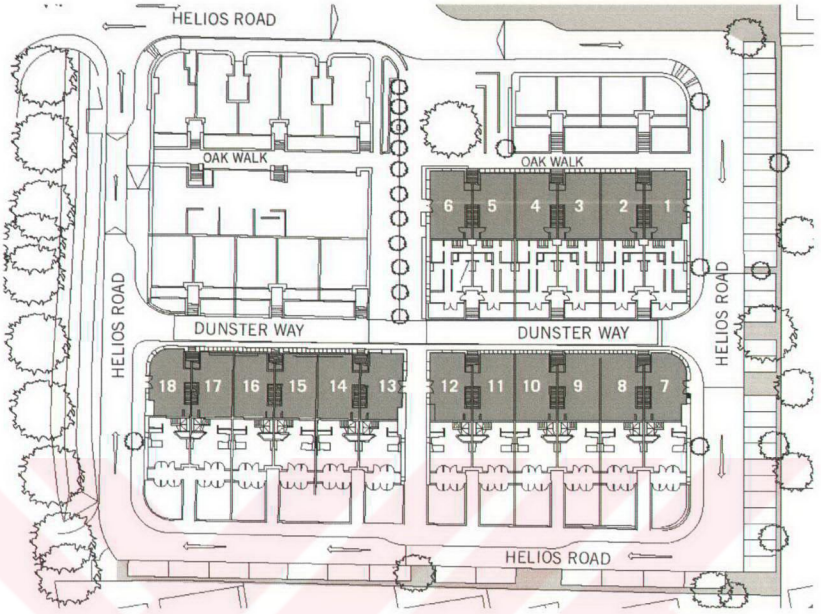 HELIOS ROAD
OAK WALK
OAK WALK
6 5 4 3 2 1
HELIOS ROAD
HELIOS ROAD
DUNSTER WAY
DUNSTER WAY
18 17 16 15 14 13
12 11 10 9 8 7
HELIOS ROAD